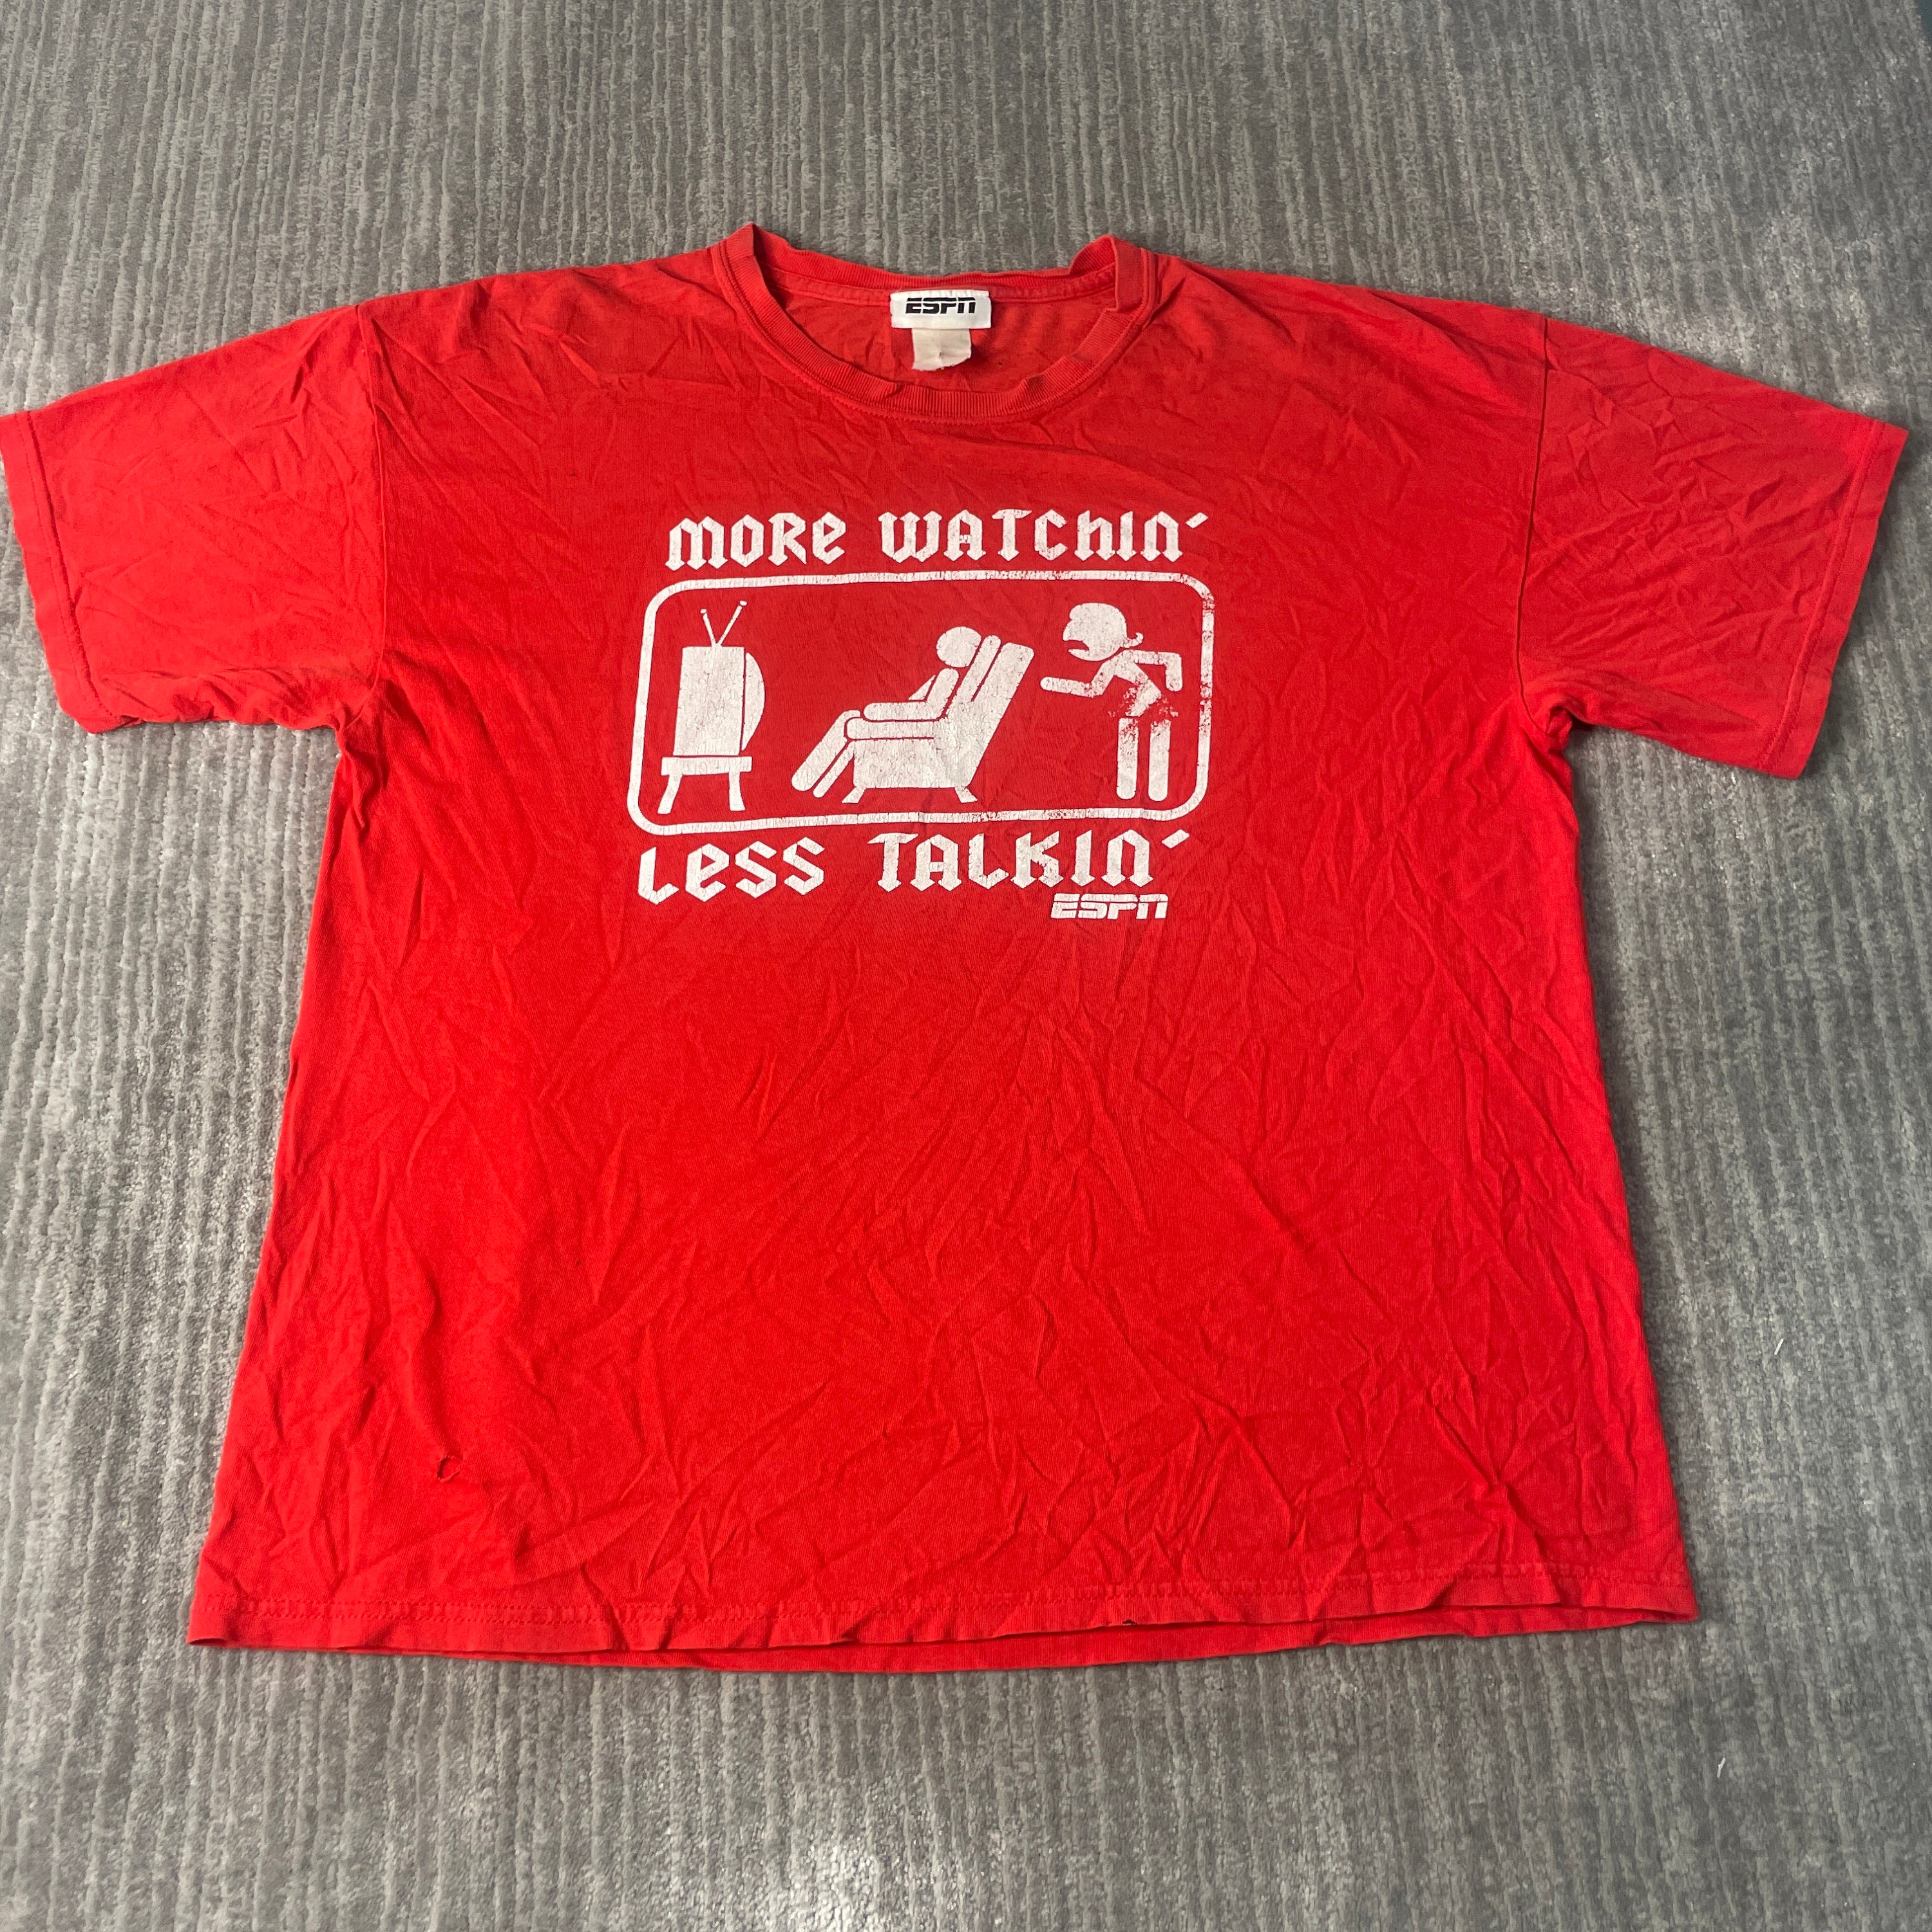 ESPN
MORE WATCHIN'
LESS TALKIN'
ESPN